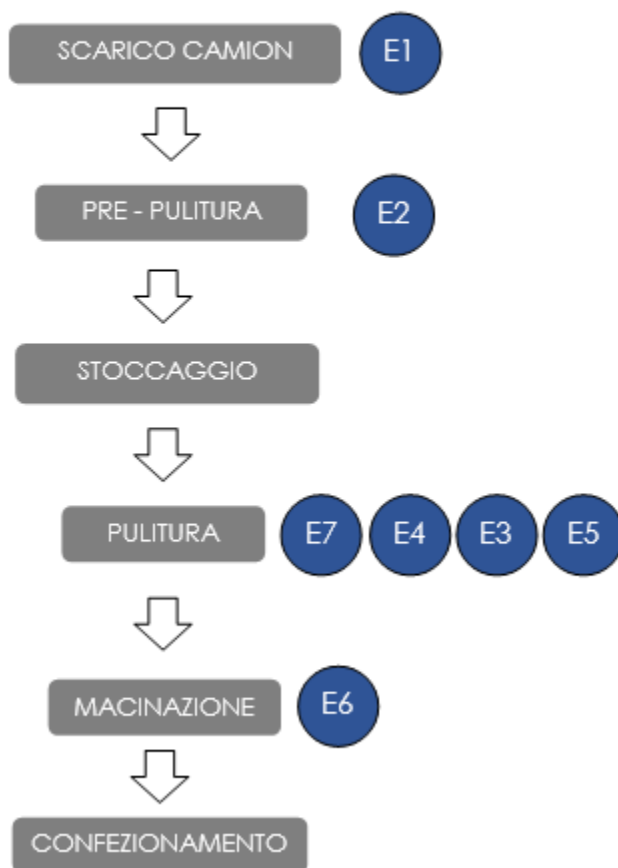 SCARICO CAMION E1
PRE - PULITURA E2
STOCCAGGIO
PULITURA E7 E4 E3 E5
MACINAZIONE E6
CONFEZIONAMENTO